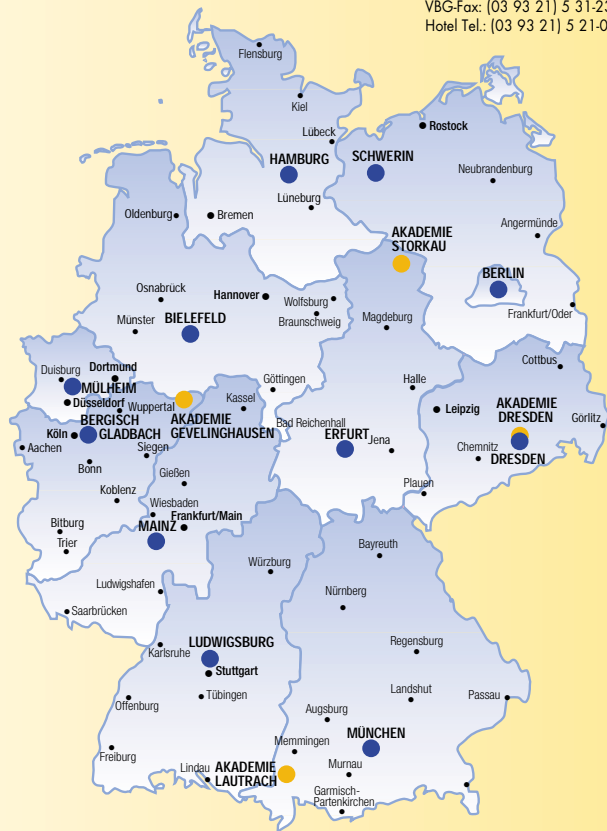 VBG-Fax: (03 93 21) 5 31-23
Hotel Tel.: (03 93 21) 5 21-0
Flensburg
Kiel
Lübeck
Rostock
HAMBURG
SCHWERIN
Neubrandenburg
Lüneburg
Oldenburg
Bremen
Angermünde
AKADEMIE
STORKAU
BERLIN
Osnabrück
Hannover
Wolfsburg
Frankfurt/Oder
BIELEFELD
Münster
Braunschweig
Magdeburg
Cottbus
Duisburg
Dortmund
MÜLHEIM
Göttingen
Halle
Düsseldorf
Wuppertal
Kassel
Leipzig
AKADEMIE
DRESDEN
Görlitz
BERGISCH
GLADBACH
AKADEMIE
GEVELINGHAUSEN
Bad Reichenhall
Köln
ERFURT
Jena
Chemnitz
DRESDEN
Aachen
Siegen
Bonn
Gießen
Plauen
Koblenz
Wiesbaden
Frankfurt/Main
Bitburg
MAINZ
Trier
Bayreuth
Würzburg
Ludwigshafen
Nürnberg
Saarbrücken
LUDWIGSBURG
Karlsruhe
Regensburg
Stuttgart
Tübingen
Landshut
Passau
Offenburg
Augsburg
MÜNCHEN
Freiburg
Memmingen
Lindau
AKADEMIE
LAUTRACH
Murnau
Garmisch-
Partenkirchen